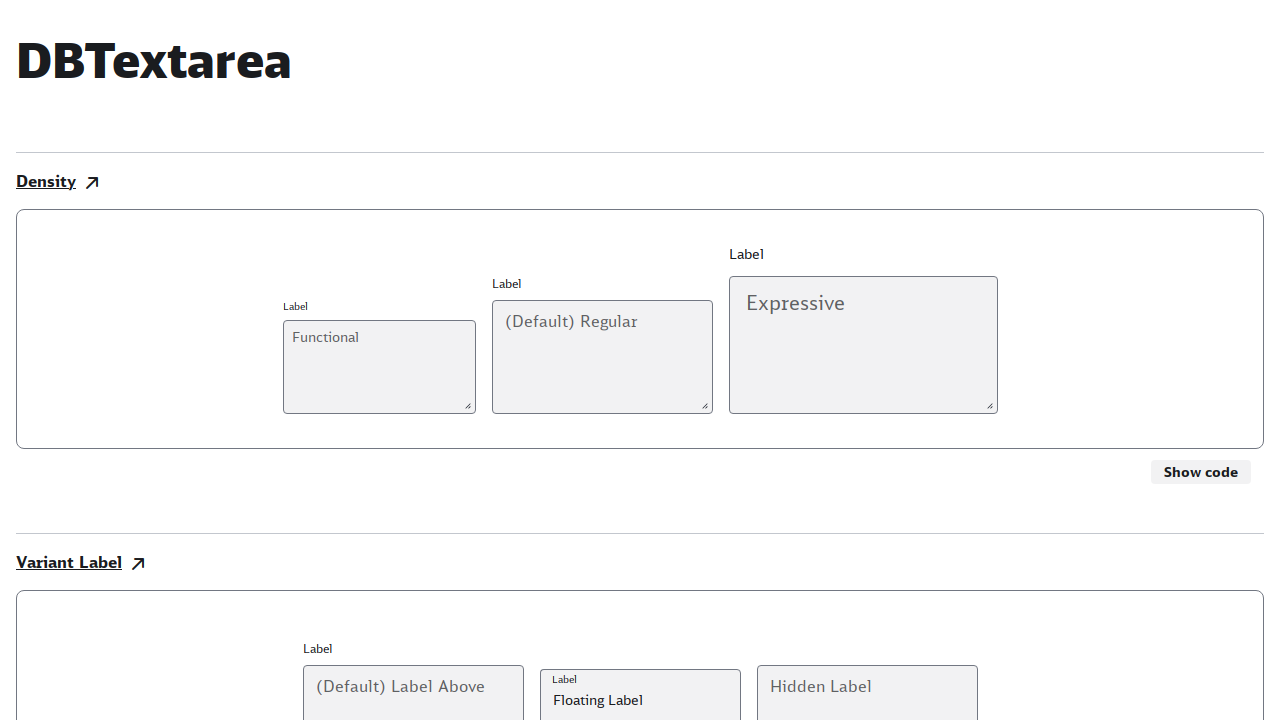 DBTextarea
Density
Label
Functional
Label
(Default) Regular
Label
Expressive
Show code
Variant Label
Label
(Default) Label Above
Label
Floating Label
Hidden Label